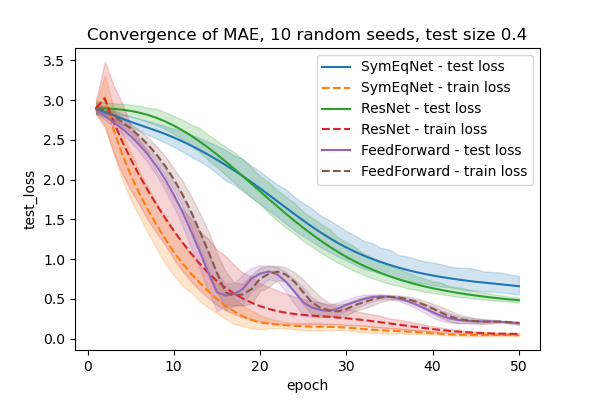 Convergence of MAE, 10 random seeds, test size 0.4
SymEqNet - test loss
SymEqNet - train loss
ResNet - test loss
ResNet - train loss
FeedForward - test loss
FeedForward - train loss
test_loss
3.5
3.0
2.5
2.0
1.5
1.0
0.5
0.0
0
10
20
30
40
50
epoch